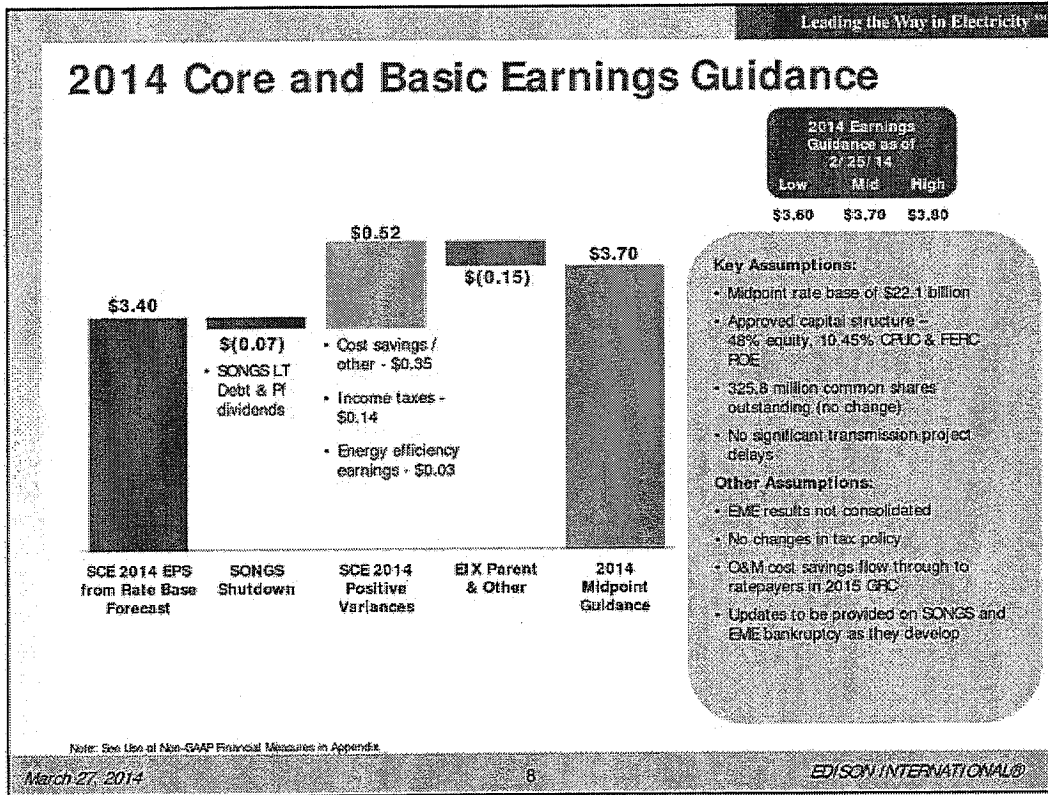 Leading the Way in Electricity SM
2014 Core and Basic Earnings Guidance
2014 Earnings
Guidance as of
2/25/14
Low Mid High
$3.60 $3.70 $3.80
$3.40
$(0.07)
• SONGS LT
Debt & Pf
dividends
$0.52
• Cost savings /
other - $0.35
• Income taxes -
$0.14
• Energy efficiency
earnings - $0.03
$(0.15)
$3.70
SCE 2014 EPS
from Rate Base
Forecast
SONGS
Shutdown
SCE 2014
Positive
Variances
EIX Parent
& Other
2014
Midpoint
Guidance
Key Assumptions:
• Midpoint rate base of $22.1 billion
• Approved capital structure –
48% equity, 10.45% CPUC & FERC
ROE
• 325.8 million common shares
outstanding (no change)
• No significant transmission project
delays
Other Assumptions:
• EME results not consolidated
• No changes in tax policy
• O&M cost savings flow through to
ratepayers in 2015 GRC
• Updates to be provided on SONGS and
EME bankruptcy as they develop
Note: See Use of Non-GAAP Financial Measures in Appendix
March 27, 2014
8
EDISON INTERNATIONAL®